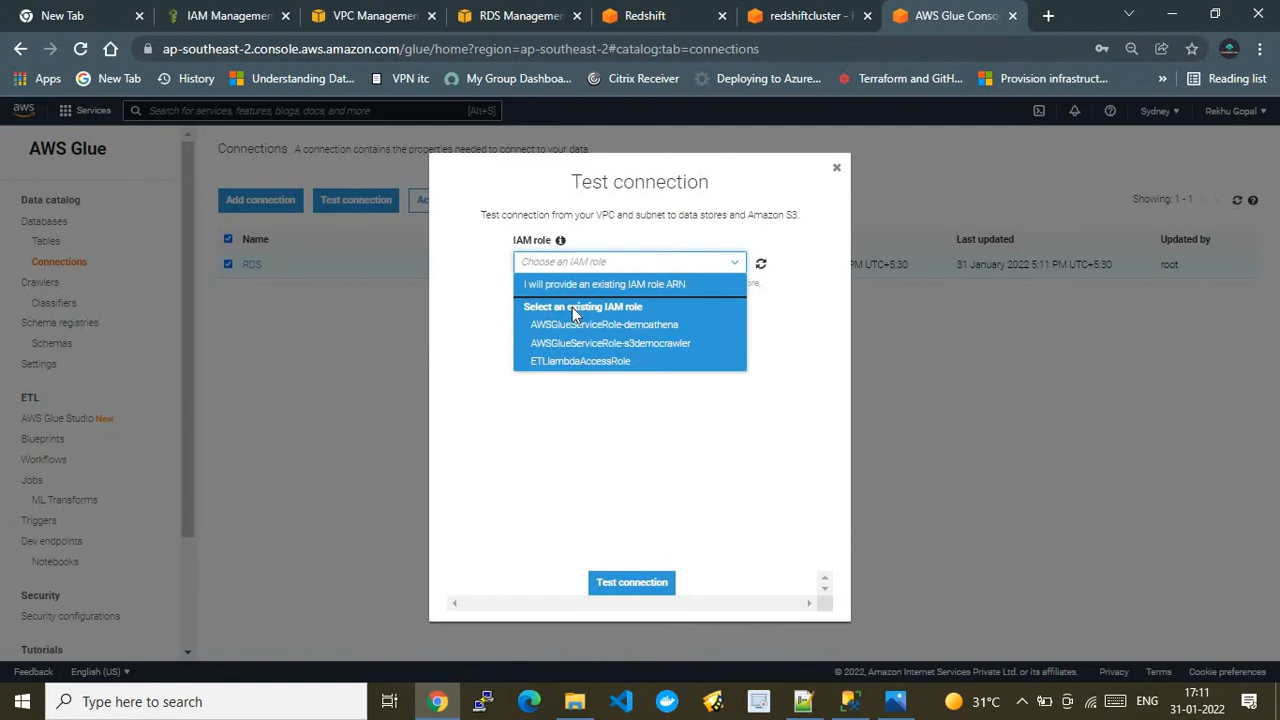 New Tab
IAM Managemen
VPC Managemen
RDS Managemen
Redshift
redshiftcluster -
AWS Glue Conso
ap-southeast-2.console.aws.amazon.com/glue/home?region=ap-southeast-2#catalog:tab=connections
Apps
New Tab
History
Understanding Dat...
VPN itc
My Group Dashboa...
Citrix Receiver
Deploying to Azure...
Terraform and GitH...
Provision infrastruct...
»
Reading list
aws
Services
Search for services, features, blogs, docs, and more
[Alt+S]
Sydney
Rekhu Gopal
AWS Glue
Data catalog
Databases
Tables
Connections
Crawlers
Classifiers
Schema registries
Schemas
Settings
ETL
AWS Glue Studio New
Blueprints
Workflows
Jobs
ML Transforms
Triggers
Dev endpoints
Notebooks
Security
Security configurations
Tutorials
Connections A connection contains the properties needed to connect to your data.
Add connection
Test connection
Ac
Showing: 1 - 1
Name
Last updated
Updated by
RDS
PM UTC+5:30
31 January 2022 5:11 PM UTC+5:30
root
Test connection
Test connection from your VPC and subnet to data stores and Amazon S3.
IAM role
Choose an IAM role
I will provide an existing IAM role ARN
Select an existing IAM role
AWSGlueServiceRole-demoathena
AWSGlueServiceRole-s3democrawler
ETLlambdaAccessRole
Test connection
Feedback
English (US)
© 2022, Amazon Internet Services Private Ltd. or its affiliates.
Privacy
Terms
Cookie preferences
Type here to search
31°C
ENG
17:11
31-01-2022